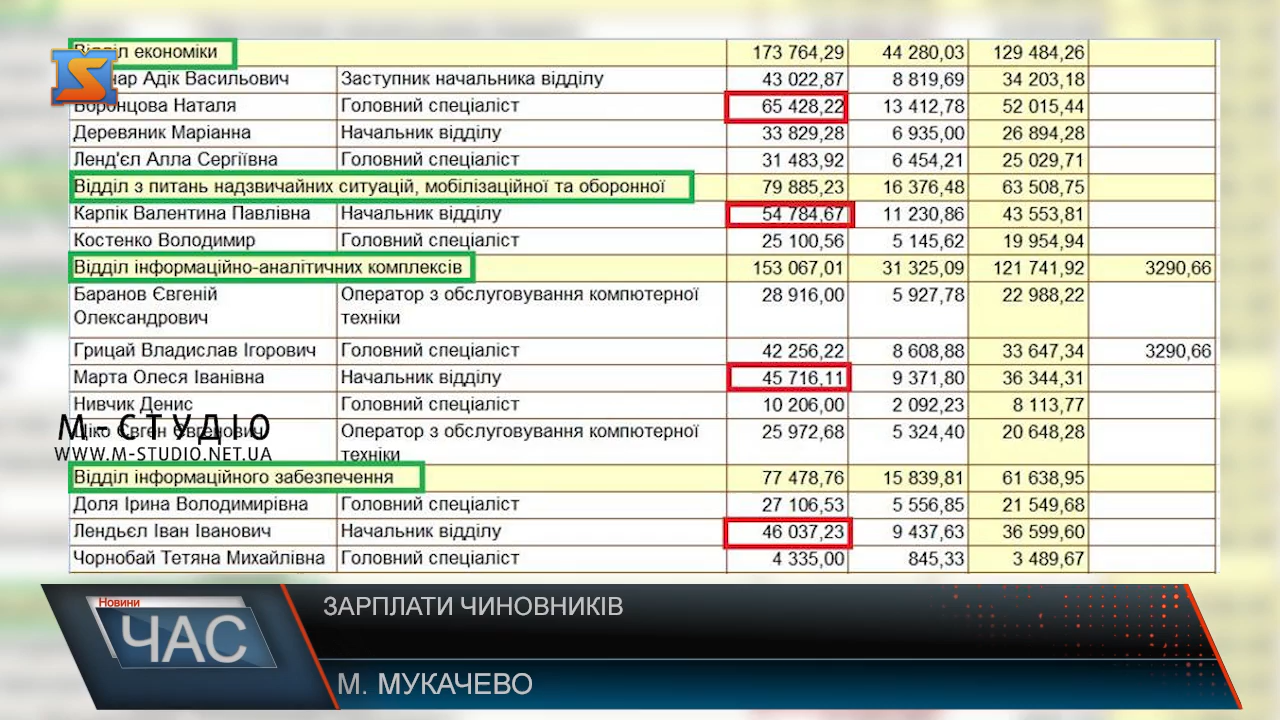 Відділ економіки 173 764,29 44 280,03 129 484,26
Адік Васильович Заступник начальника відділу 43 022,87 8 819,69 34 203,18
Воронцова Наталя Головний спеціаліст 65 428,22 13 412,78 52 015,44
Деревяник Маріанна Начальник відділу 33 829,28 6 935,00 26 894,28
Ленд'єл Алла Сергіївна Головний спеціаліст 31 483,92 6 454,21 25 029,71
Відділ з питань надзвичайних ситуацій, мобілізаційної та оборонної 79 885,23 16 376,48 63 508,75
Карпік Валентина Павлівна Начальник відділу 54 784,67 11 230,86 43 553,81
Костенко Володимир Головний спеціаліст 25 100,56 5 145,62 19 954,94
Відділ інформаційно-аналітичних комплексів 153 067,01 31 325,09 121 741,92 3290,66
Баранов Євгеній Оператор з обслуговування компютерної 28 916,00 5 927,78 22 988,22
Олександрович техніки
Грицай Владислав Ігорович Головний спеціаліст 42 256,22 8 608,88 33 647,34 3290,66
Марта Олеся Іванівна Начальник відділу 45 716,11 9 371,80 36 344,31
Нивчик Денис Головний спеціаліст 10 206,00 2 092,23 8 113,77
М-СТУДІО
Євген Євгенович Оператор з обслуговування компютерної 25 972,68 5 324,40 20 648,28
WWW.M-STUDIO.NET.UA техніки
Відділ інформаційного забезпечення 77 478,76 15 839,81 61 638,95
Доля Ірина Володимирівна Головний спеціаліст 27 106,53 5 556,85 21 549,68
Лендьєл Іван Іванович Начальник відділу 46 037,23 9 437,63 36 599,60
Чорнобай Тетяна Михайлівна Головний спеціаліст 4 335,00 845,33 3 489,67
Новини
ЧАС
ЗАРПЛАТИ ЧИНОВНИКІВ
М. МУКАЧЕВО